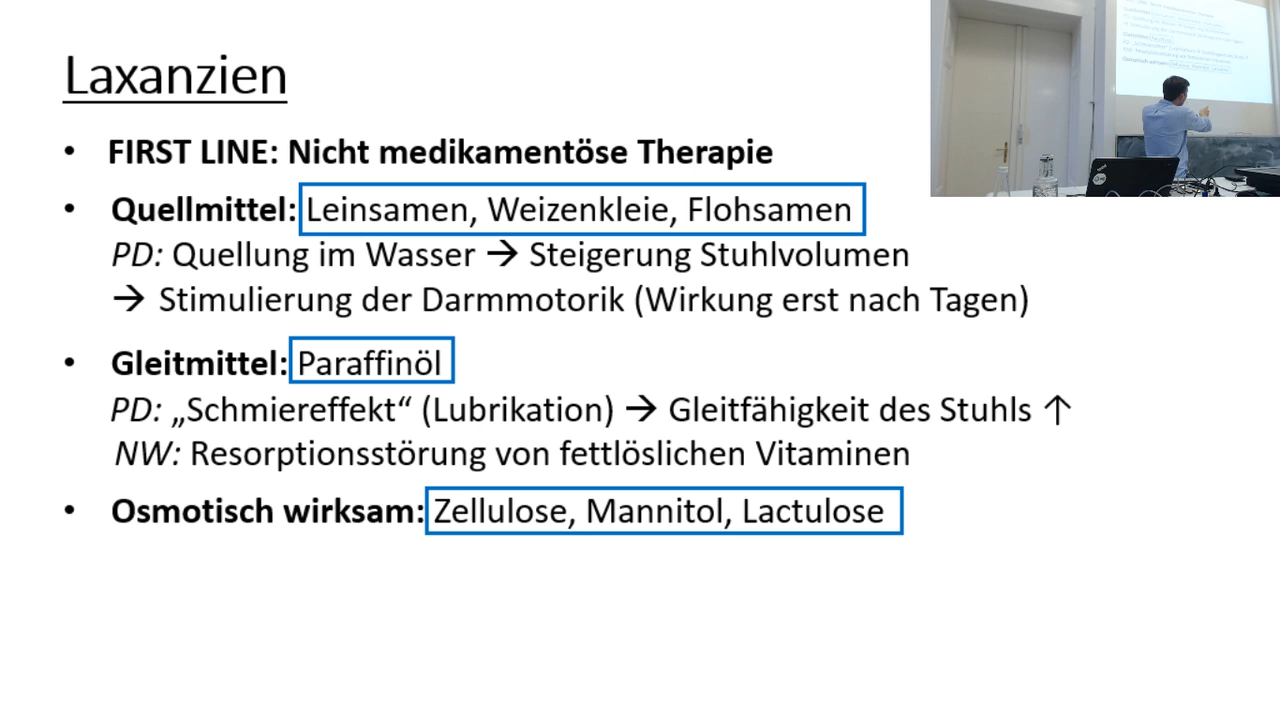 Laxanzien
• FIRST LINE: Nicht medikamentöse Therapie
• Quellmittel: Leinsamen, Weizenkleie, Flohsamen
PD: Quellung im Wasser → Steigerung Stuhlvolumen
→ Stimulierung der Darmmotorik (Wirkung erst nach Tagen)
• Gleitmittel: Paraffinöl
PD: „Schmiereffekt“ (Lubrikation) → Gleitfähigkeit des Stuhls ↑
NW: Resorptionsstörung von fettlöslichen Vitaminen
• Osmotisch wirksam: Zellulose, Mannitol, Lactulose